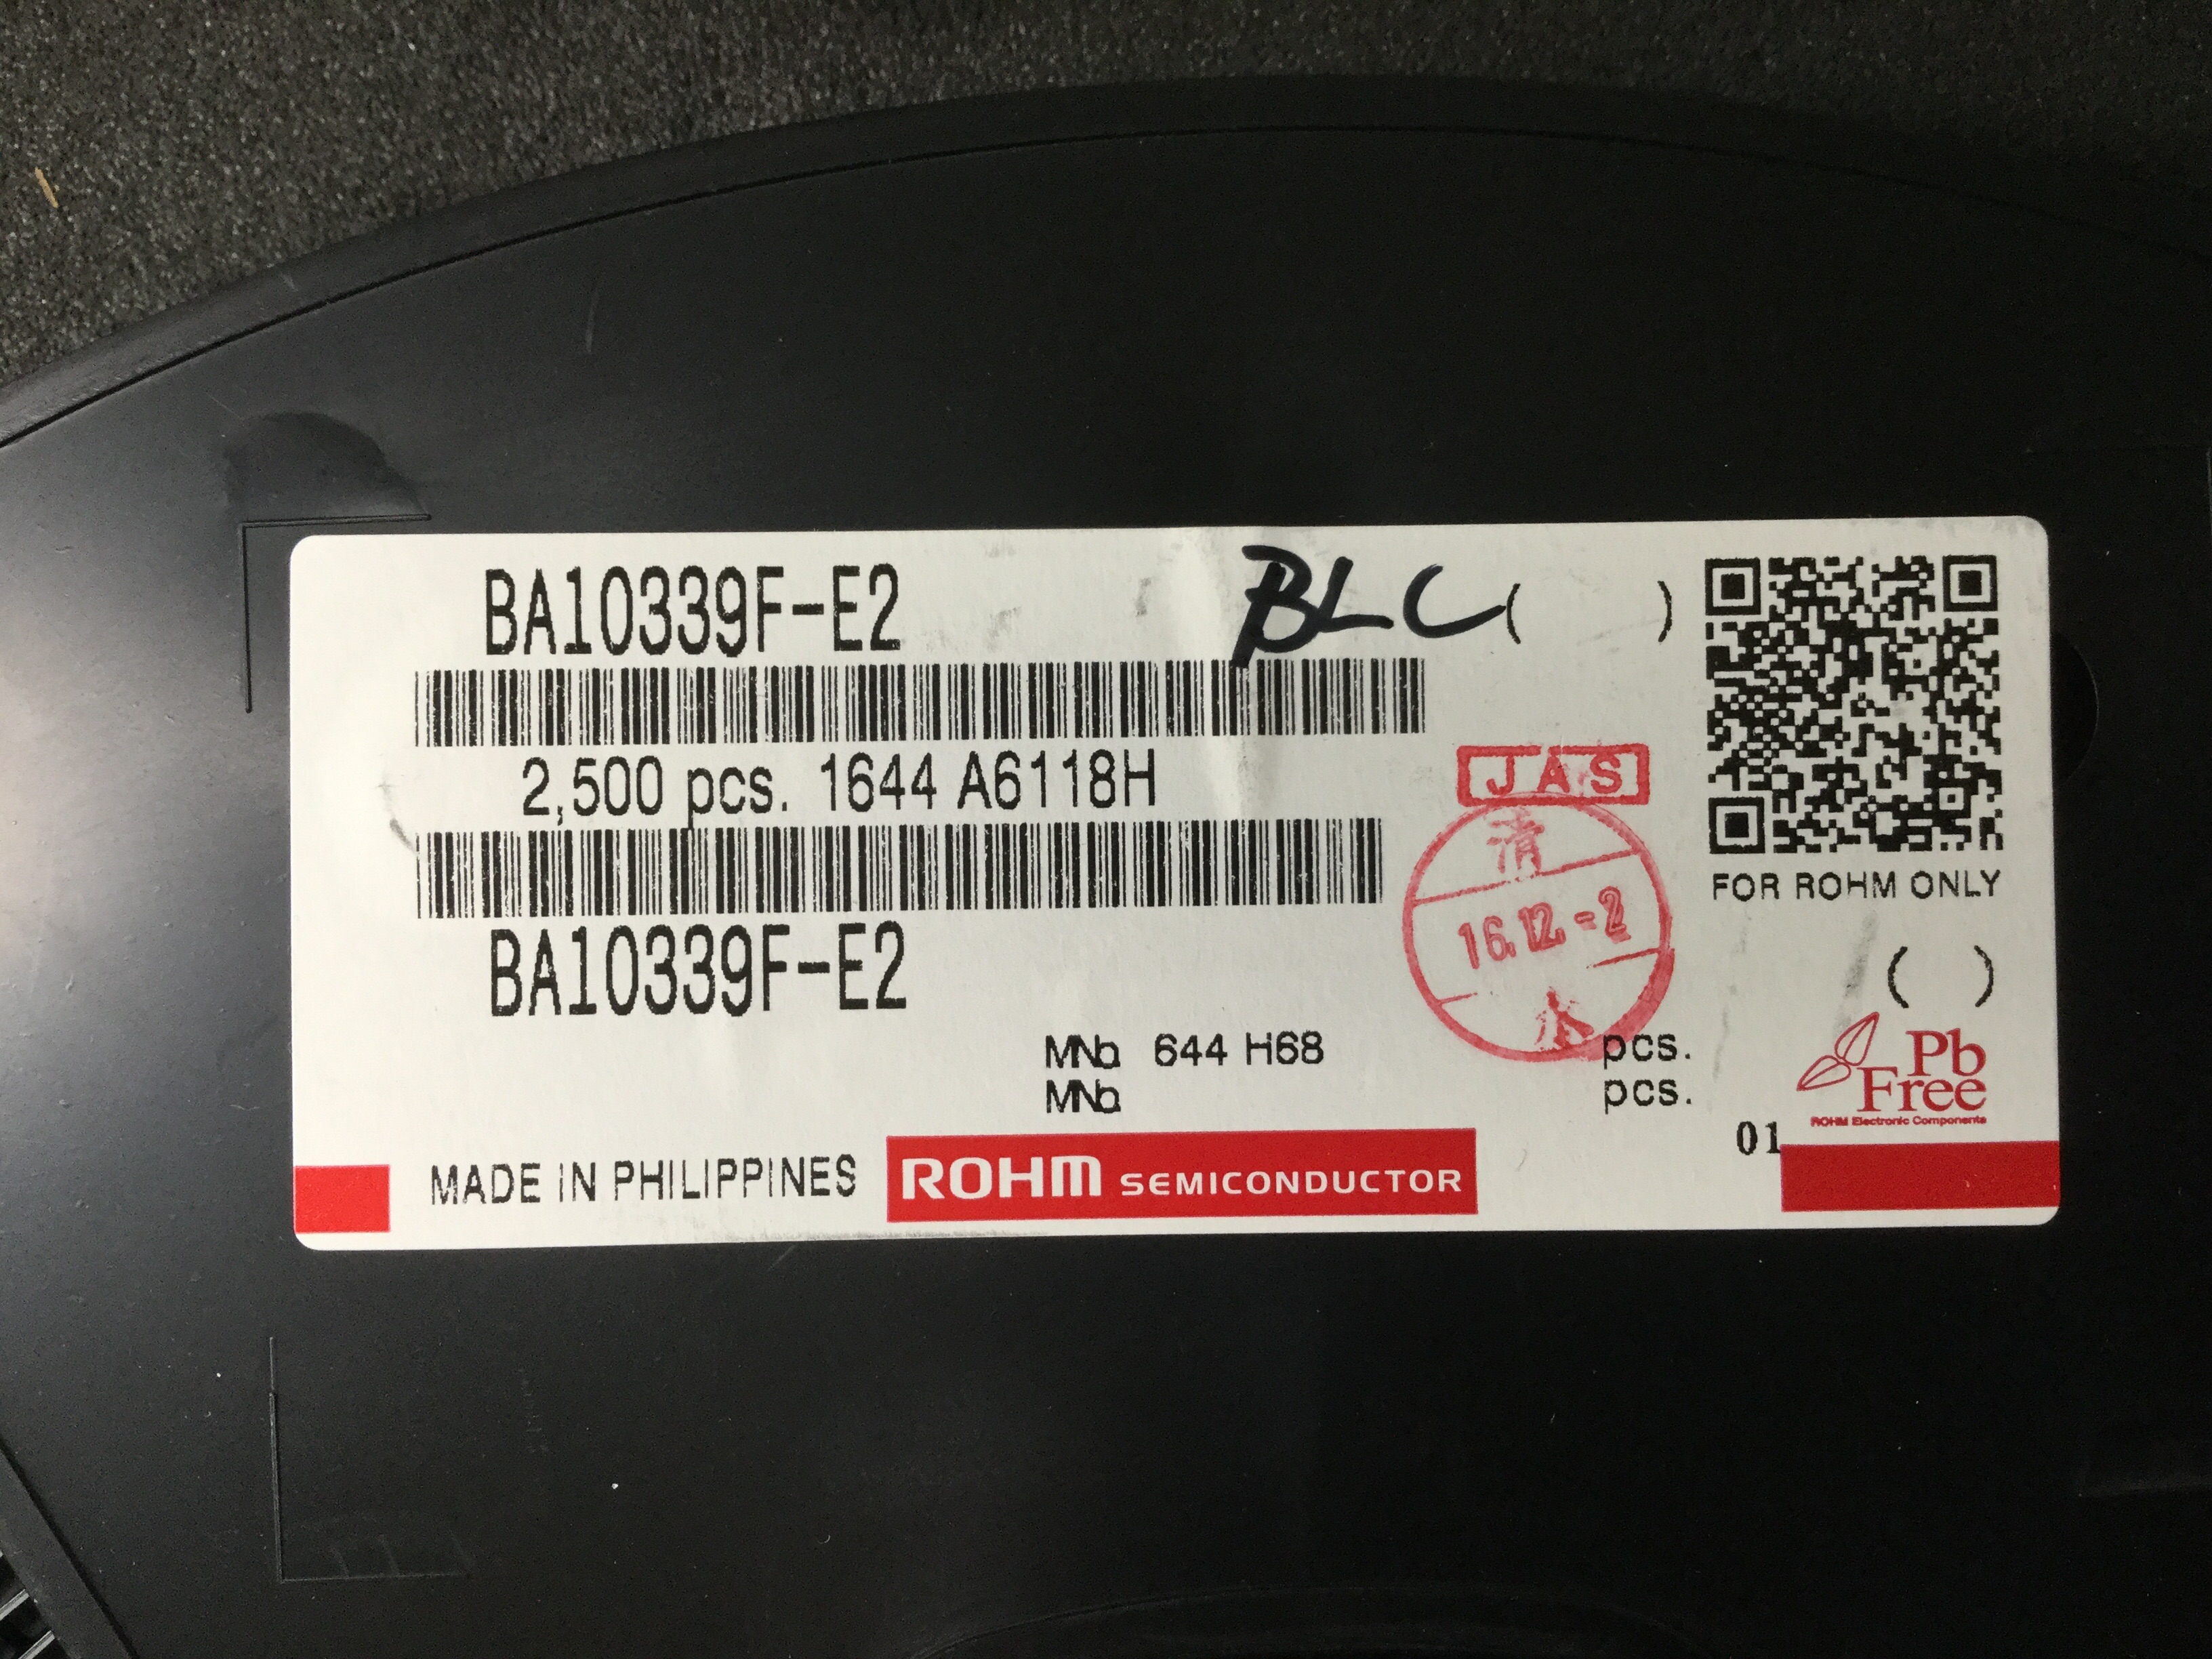 BA10339F-E2
BLC ( )
2,500 pcs. 1644 A6118H
JAS
清
16.12.-2
水
FOR ROHM ONLY
BA10339F-E2
( )
MNo. 644 H68 pcs.
MNo. pcs.
Pb
Free
ROHM Electronic Components
01
MADE IN PHILIPPINES
ROHM SEMICONDUCTOR